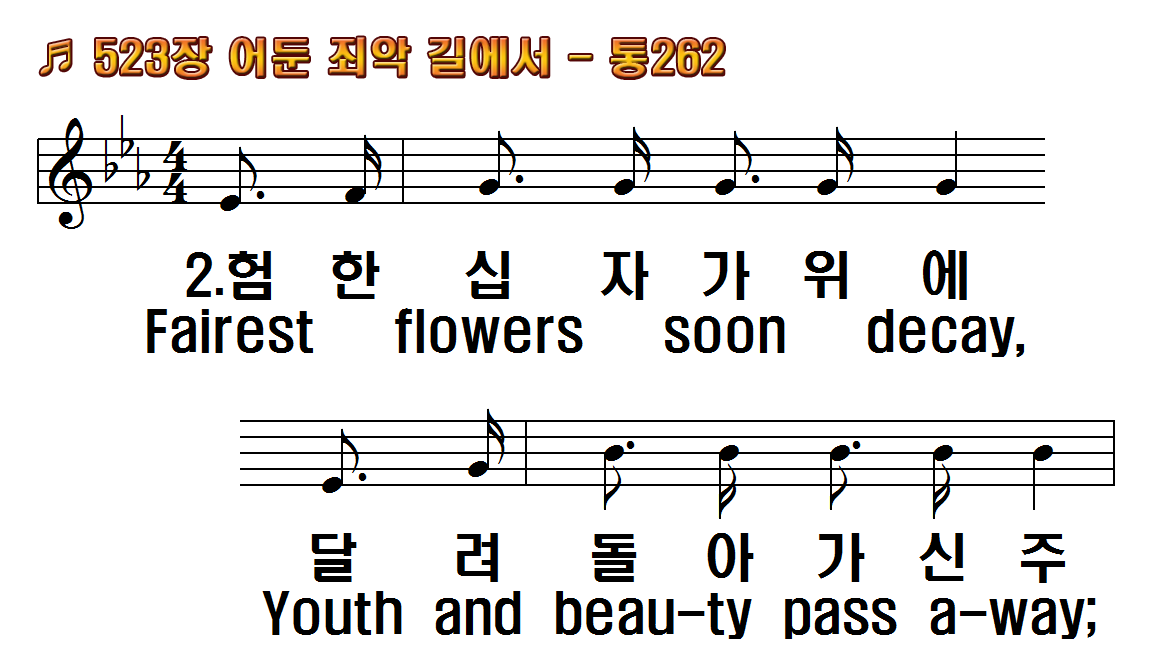 ♬ 523장 어둔 죄악 길에서 - 통262
4
4
2.험 한 십 자 가 위 에
Fairest flowers soon decay,
달 려 돌 아 가 신 주
Youth and beau-ty pass a-way;